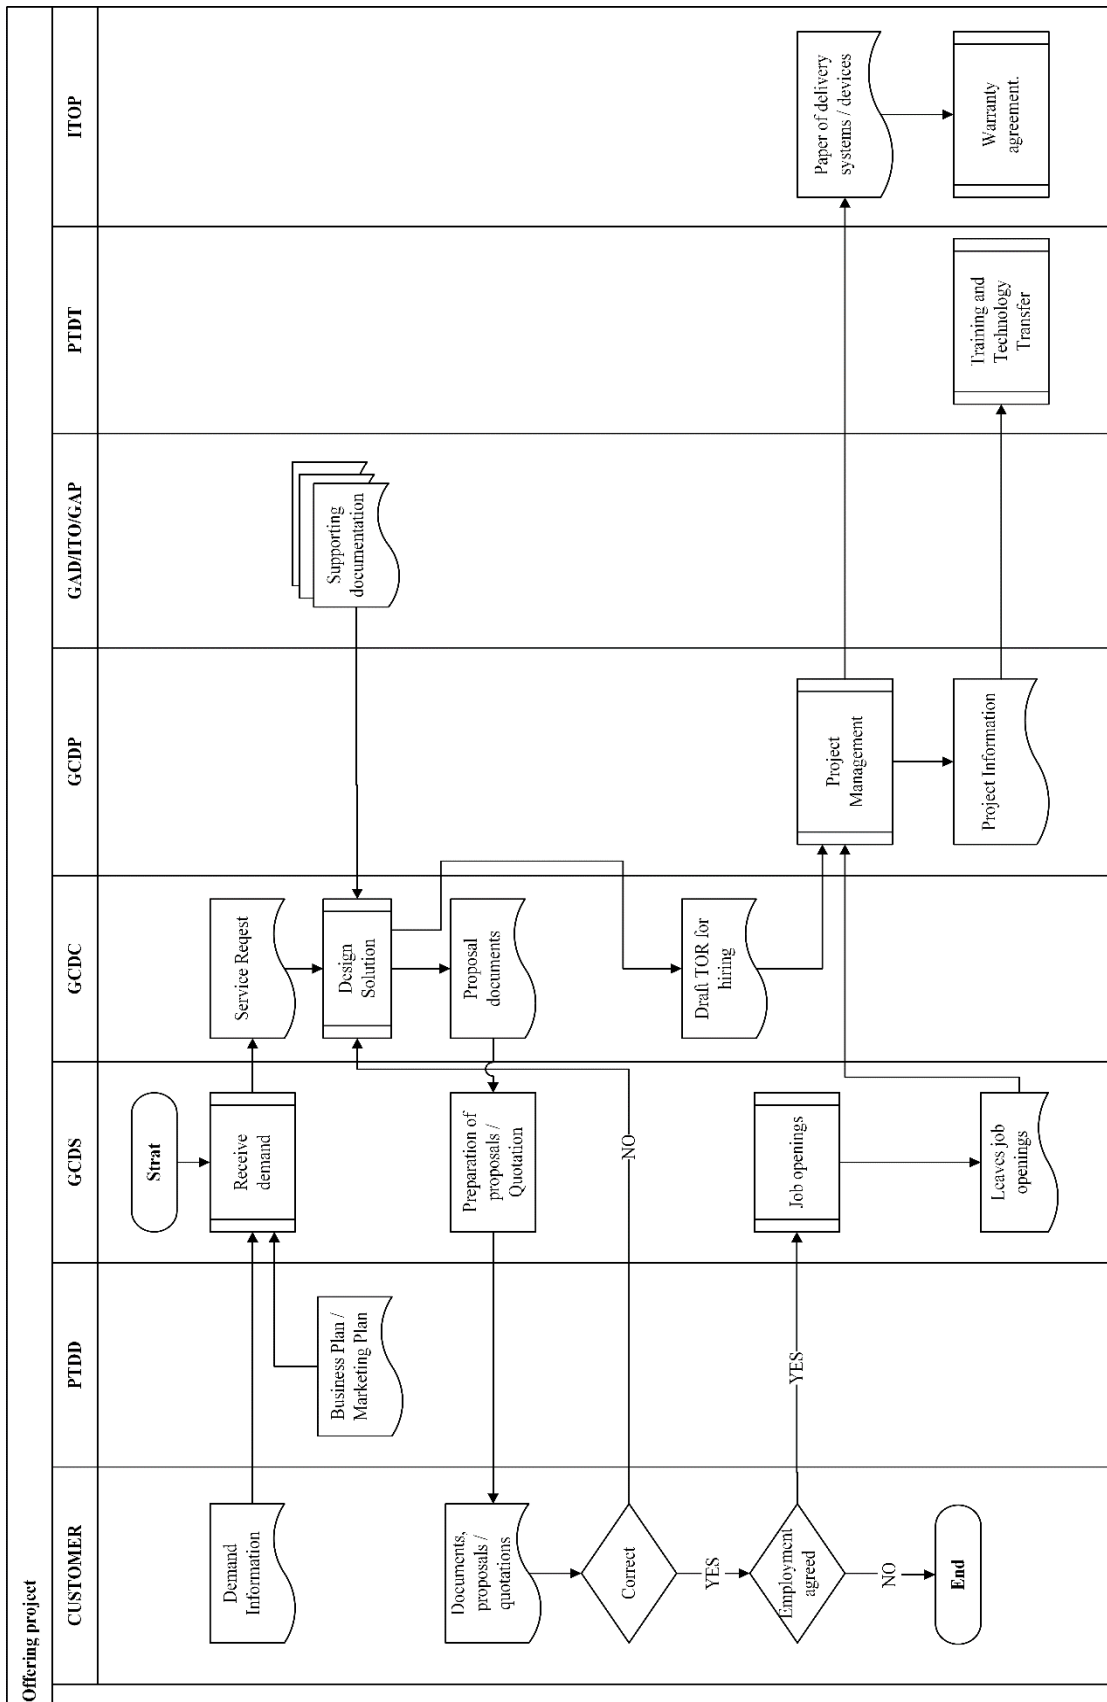 Offering project
CUSTOMER
PTDD
GCDS
GCDC
GCDP
GAD/ITO/GAP
PTDT
ITOP
Strat
Demand
Information
Receive
demand
Service Reqest
Business Plan /
Marketing Plan
Design
Solution
Supporting
documentation
Documents,
proposals /
quotations
Preparation of
proposals /
Quotation
Proposal
documents
Correct
NO
YES
Draft TOR for
hiring
Employment
agreed
YES
Job openings
Project
Management
Paper of delivery
systems / devices
NO
End
Leaves job
openings
Project Information
Training and
Technology
Transfer
Warranty
agreement.